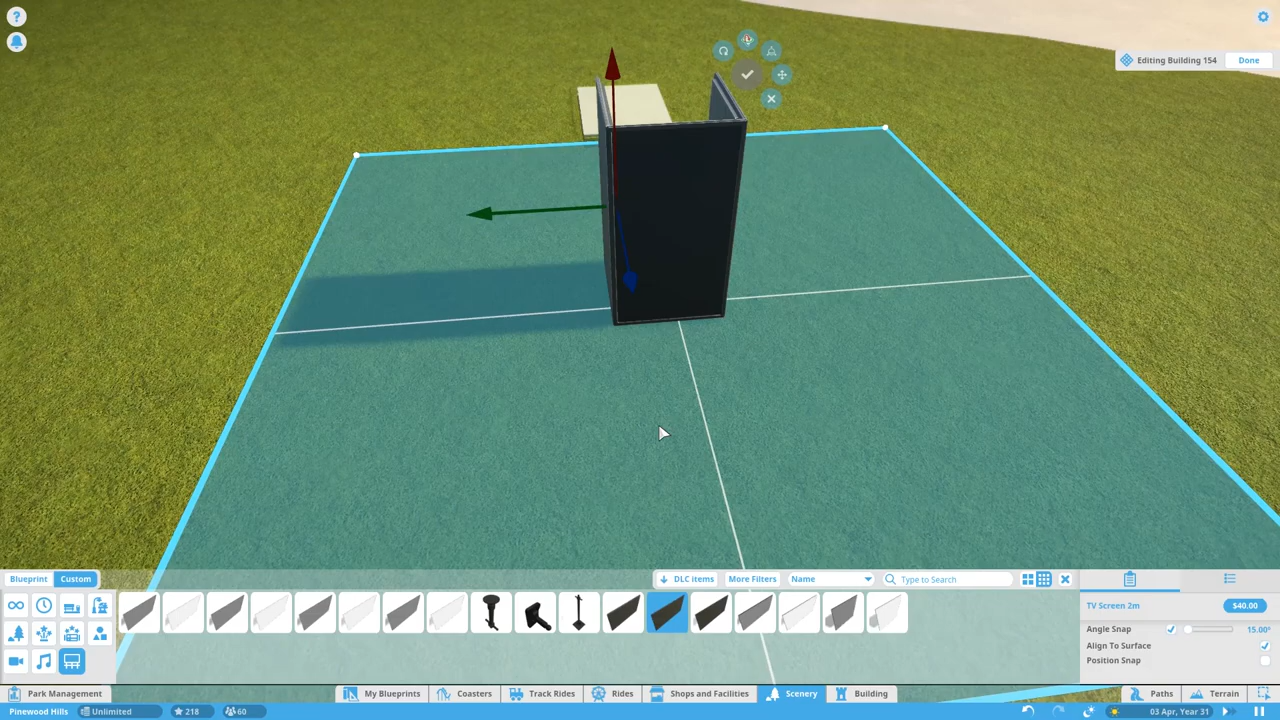 ?
Editing Building 154 Done
Blueprint Custom DLC items More Filters Name Type to Search
TV Screen 2m $40.00
Angle Snap 15.00°
Align To Surface
Position Snap
Park Management My Blueprints Coasters Track Rides Rides Shops and Facilities Scenery Building Paths Terrain
Pinewood Hills Unlimited 218 60 03 Apr, Year 31